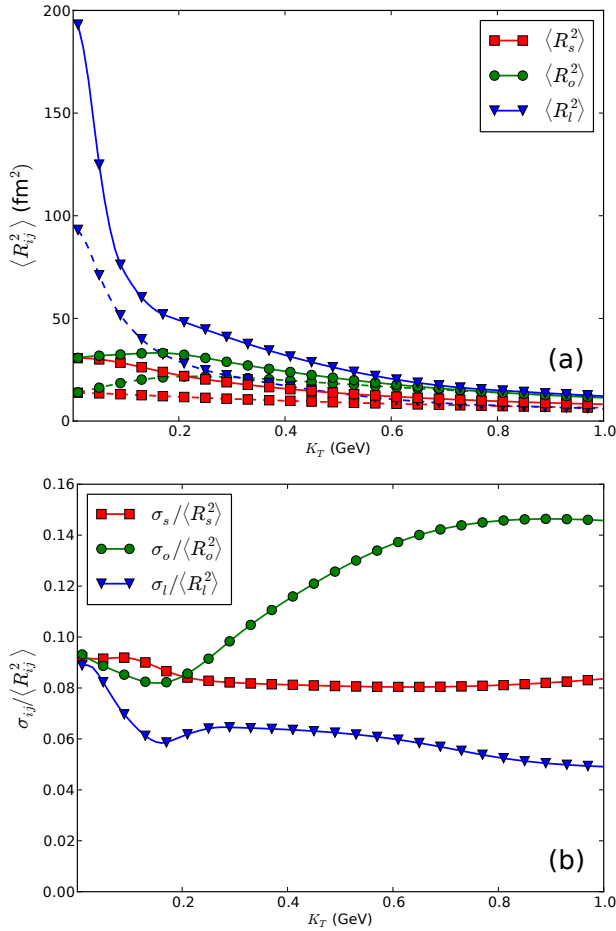 200
150
100
50
0
⟨R²ᵢⱼ⟩ (fm²)
⟨R²ₛ⟩
⟨R²ₒ⟩
⟨R²ₗ⟩
(a)
0.2 0.4 0.6 0.8 1.0
K_T (GeV)
0.16
0.14
0.12
0.10
0.08
0.06
0.04
0.02
0.00
σᵢⱼ/⟨R²ᵢⱼ⟩
σₛ/⟨R²ₛ⟩
σₒ/⟨R²ₒ⟩
σₗ/⟨R²ₗ⟩
(b)
0.0 0.2 0.4 0.6 0.8 1.0
K_T (GeV)